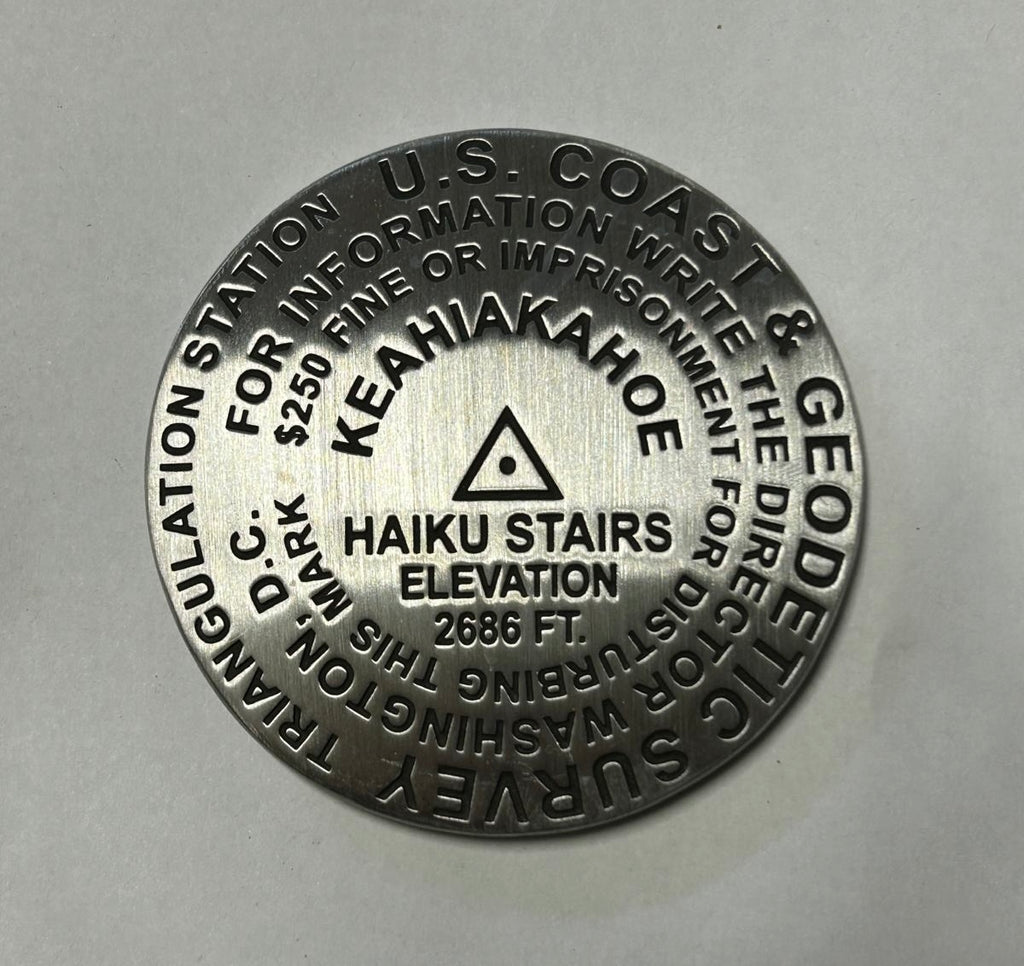 U.S. COAST & GEODETIC SURVEY TRIANGULATION STATION
FOR INFORMATION WRITE THE DIRECTOR WASHINGTON, D.C.
$250 FINE OR IMPRISONMENT FOR DISTURBING THIS MARK
KEAHIAKAHOE
HAIKU STAIRS
ELEVATION
2686 FT.